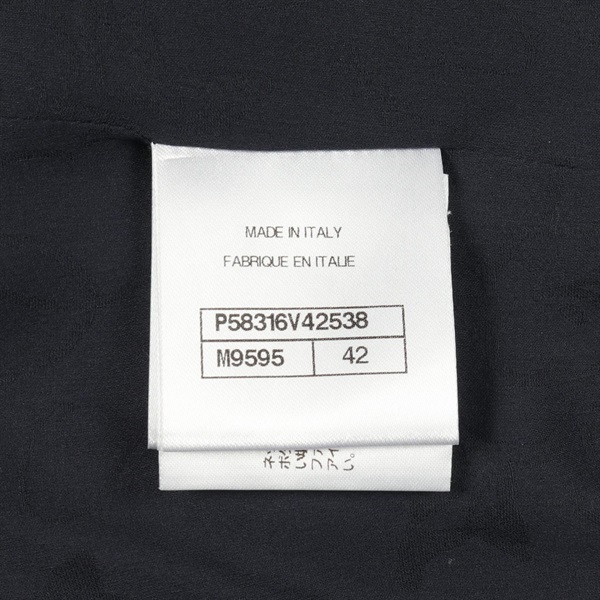 MADE IN ITALY
FABRIQUE EN ITALIE
P58316V42538
M9595
42